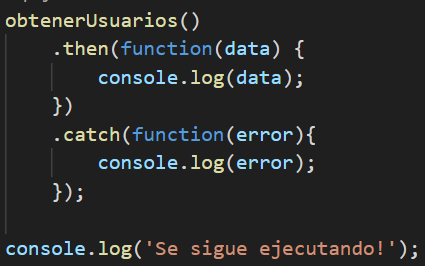 obtenerUsuarios()
    .then(function(data) {
        console.log(data);
    })
    .catch(function(error){
        console.log(error);
    });
console.log('Se sigue ejecutando!');